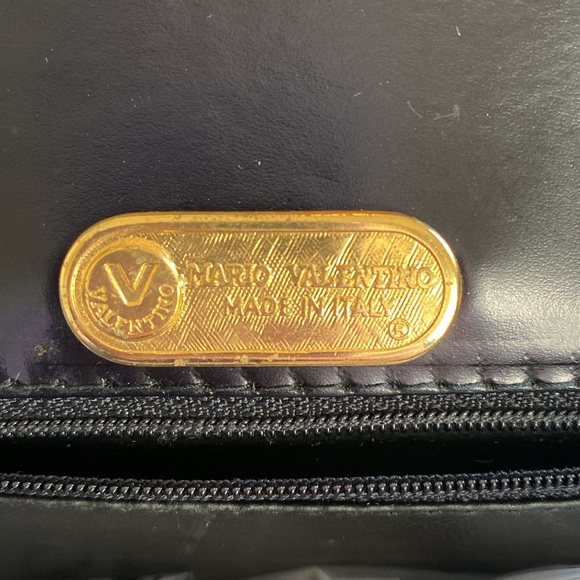 V
VALENTINO
MARIO VALENTINO
MADE IN ITALY
®